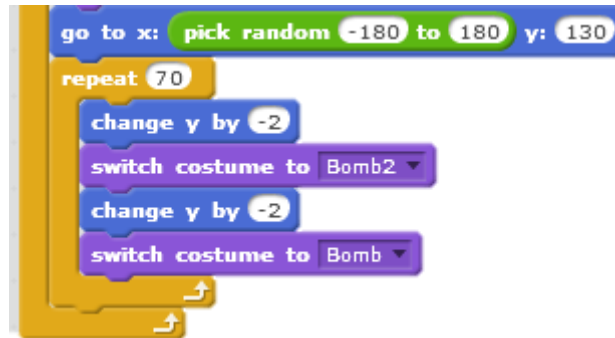 go to x: pick random -180 to 180 y: 130
repeat 70
change y by -2
switch costume to Bomb2
change y by -2
switch costume to Bomb